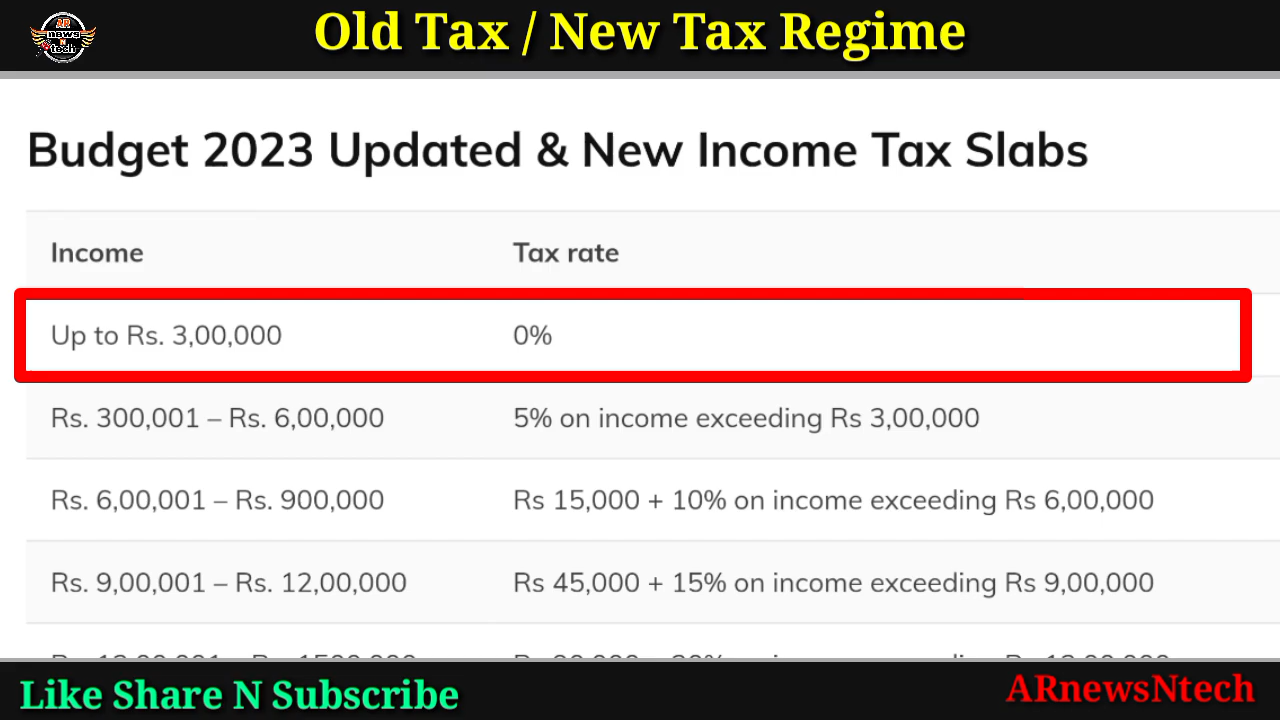 AR
news
N
tech
Old Tax / New Tax Regime
Budget 2023 Updated & New Income Tax Slabs
Income Tax rate
Up to Rs. 3,00,000 0%
Rs. 300,001 – Rs. 6,00,000 5% on income exceeding Rs 3,00,000
Rs. 6,00,001 – Rs. 900,000 Rs 15,000 + 10% on income exceeding Rs 6,00,000
Rs. 9,00,001 – Rs. 12,00,000 Rs 45,000 + 15% on income exceeding Rs 9,00,000
Like Share N Subscribe
ARnewsNtech